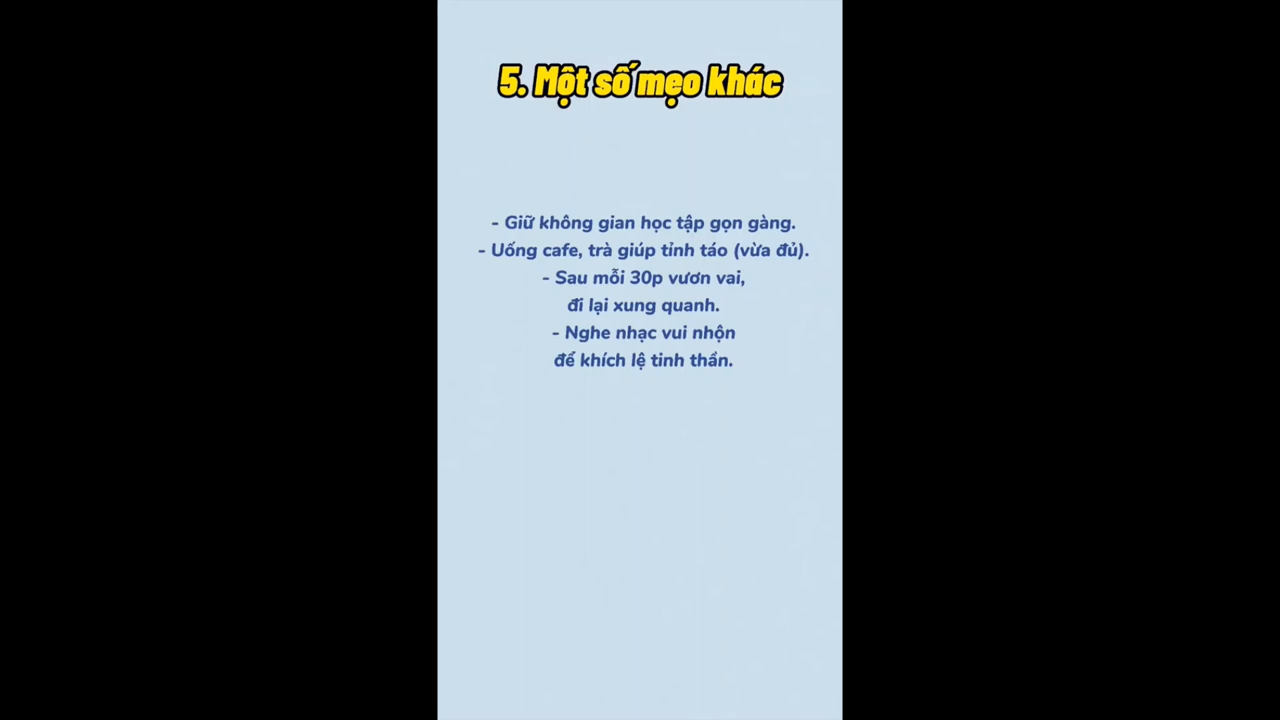 5. Một số mẹo khác
- Giữ không gian học tập gọn gàng.
- Uống cafe, trà giúp tỉnh táo (vừa đủ).
- Sau mỗi 30p vươn vai,
đi lại xung quanh.
- Nghe nhạc vui nhộn
để khích lệ tinh thần.